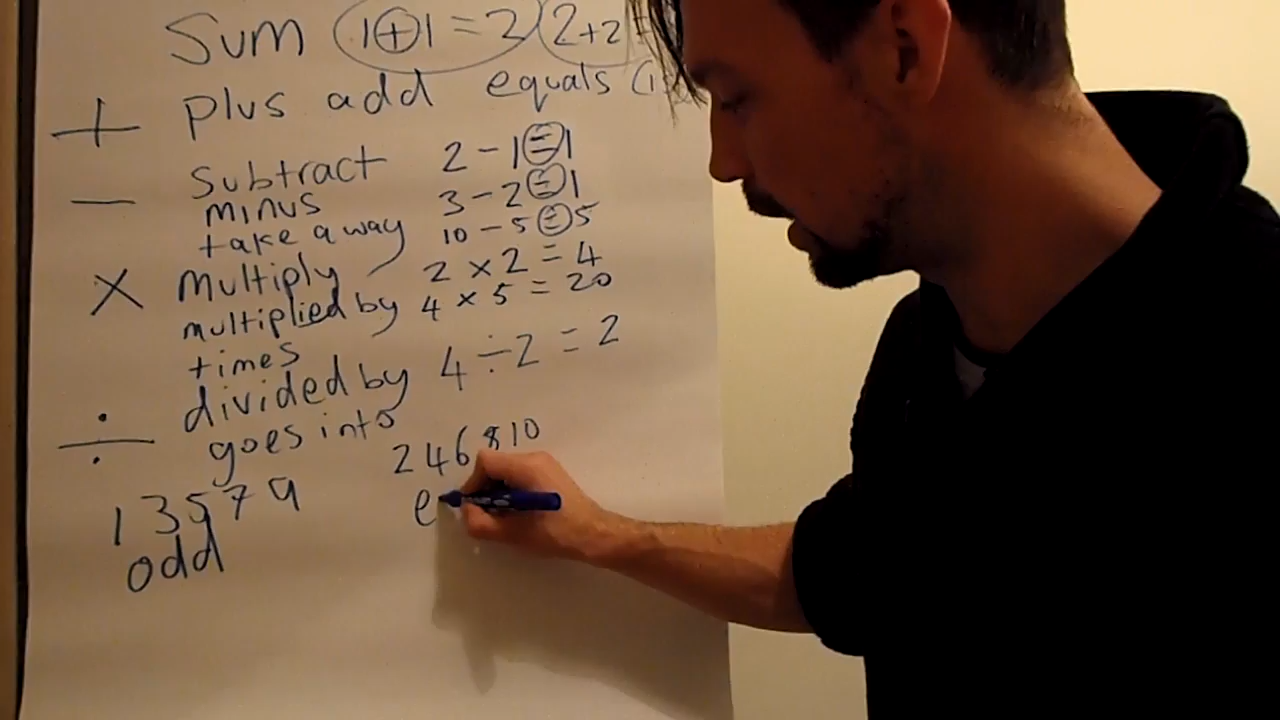 Sum 1+1=2 2+2=
+ plus add equals (1
subtract 2-1=1
− minus 3-2=1
take away 10-5=5
× multiply 2×2=4
multiplied by 4×5=20
times
divided by 4÷2=2
÷ goes into
2 4 6 8 10
1 3 5 7 9
e
odd